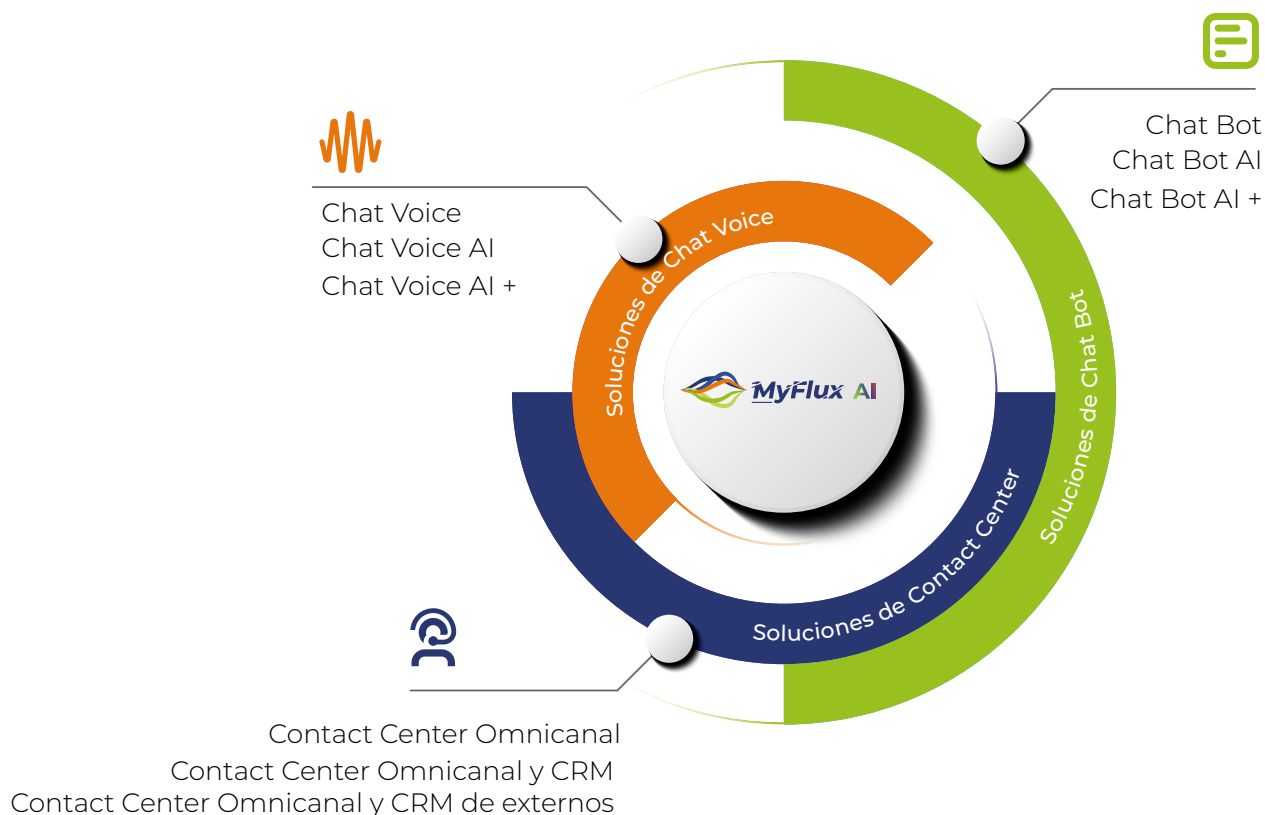 Chat Bot
Chat Bot AI
Chat Bot AI +
Chat Voice
Chat Voice AI
Chat Voice AI +
Soluciones de Chat Voice
Soluciones de Chat Bot
MyFlux AI
Soluciones de Contact Center
Contact Center Omnicanal
Contact Center Omnicanal y CRM
Contact Center Omnicanal y CRM de externos